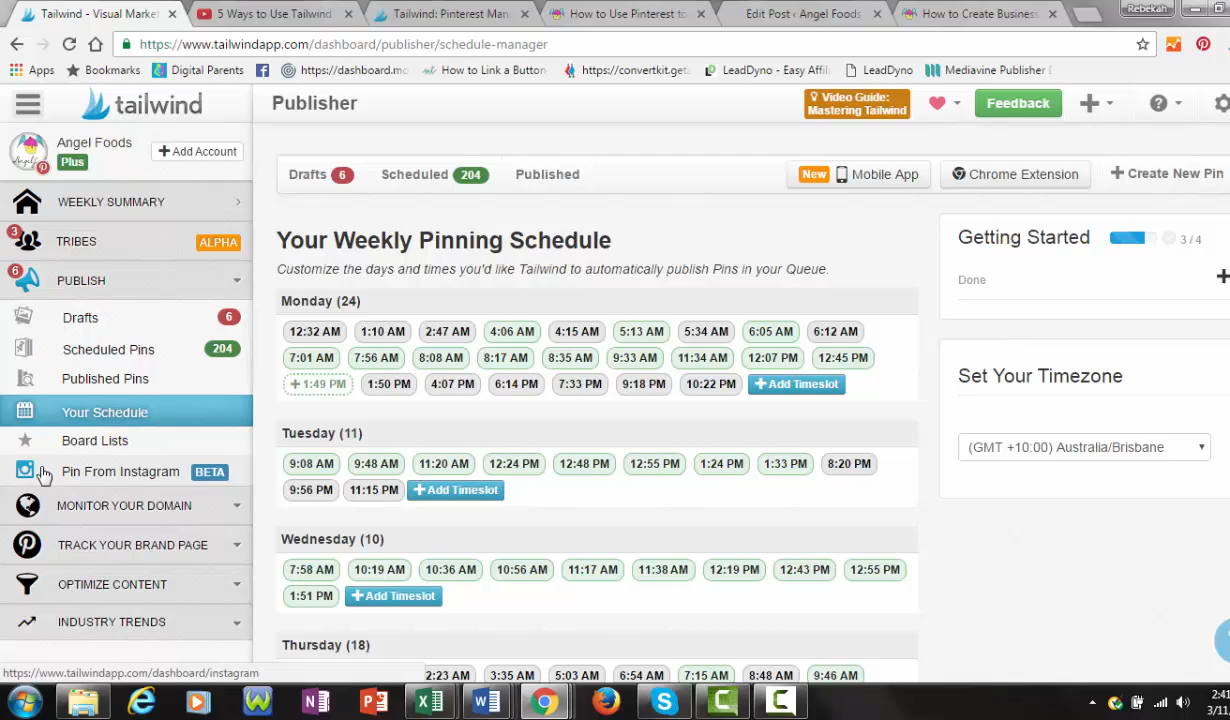 Tailwind - Visual Market
5 Ways to Use Tailwind
Tailwind: Pinterest Man
How to Use Pinterest to
Edit Post ‹ Angel Foods
How to Create Business
Rebekah
https://www.tailwindapp.com/dashboard/publisher/schedule-manager
Apps
Bookmarks
Digital Parents
https://dashboard.mo
How to Link a Button
https://convertkit.get
LeadDyno - Easy Affil
LeadDyno
Mediavine Publisher
tailwind
Publisher
Video Guide:
Mastering Tailwind
Feedback
Angel Foods
Plus
Add Account
Angel
Drafts 6
Scheduled 204
Published
New Mobile App
Chrome Extension
Create New Pin
WEEKLY SUMMARY
3 TRIBES ALPHA
6 PUBLISH
Drafts 6
Scheduled Pins 204
Published Pins
Your Schedule
Board Lists
Pin From Instagram BETA
MONITOR YOUR DOMAIN
TRACK YOUR BRAND PAGE
OPTIMIZE CONTENT
INDUSTRY TRENDS
Your Weekly Pinning Schedule
Customize the days and times you'd like Tailwind to automatically publish Pins in your Queue.
Monday (24)
12:32 AM 1:10 AM 2:47 AM 4:06 AM 4:15 AM 5:13 AM 5:34 AM 6:05 AM 6:12 AM
7:01 AM 7:56 AM 8:08 AM 8:17 AM 8:35 AM 9:33 AM 11:34 AM 12:07 PM 12:45 PM
+ 1:49 PM 1:50 PM 4:07 PM 6:14 PM 7:33 PM 9:18 PM 10:22 PM Add Timeslot
Tuesday (11)
9:08 AM 9:48 AM 11:20 AM 12:24 PM 12:48 PM 12:55 PM 1:24 PM 1:33 PM 8:20 PM
9:56 PM 11:15 PM Add Timeslot
Wednesday (10)
7:58 AM 10:19 AM 10:36 AM 10:56 AM 11:17 AM 11:38 AM 12:19 PM 12:43 PM 12:55 PM
1:51 PM Add Timeslot
Thursday (18)
2:23 AM 3:35 AM 5:03 AM 6:54 AM 7:15 AM 8:48 AM 9:46 AM
Getting Started 3 / 4
Done
Set Your Timezone
(GMT +10:00) Australia/Brisbane
https://www.tailwindapp.com/dashboard/instagram
2:41
3/11